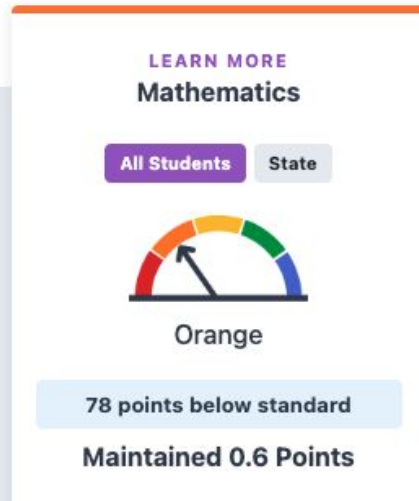 LEARN MORE
Mathematics
All Students State
Orange
78 points below standard
Maintained 0.6 Points